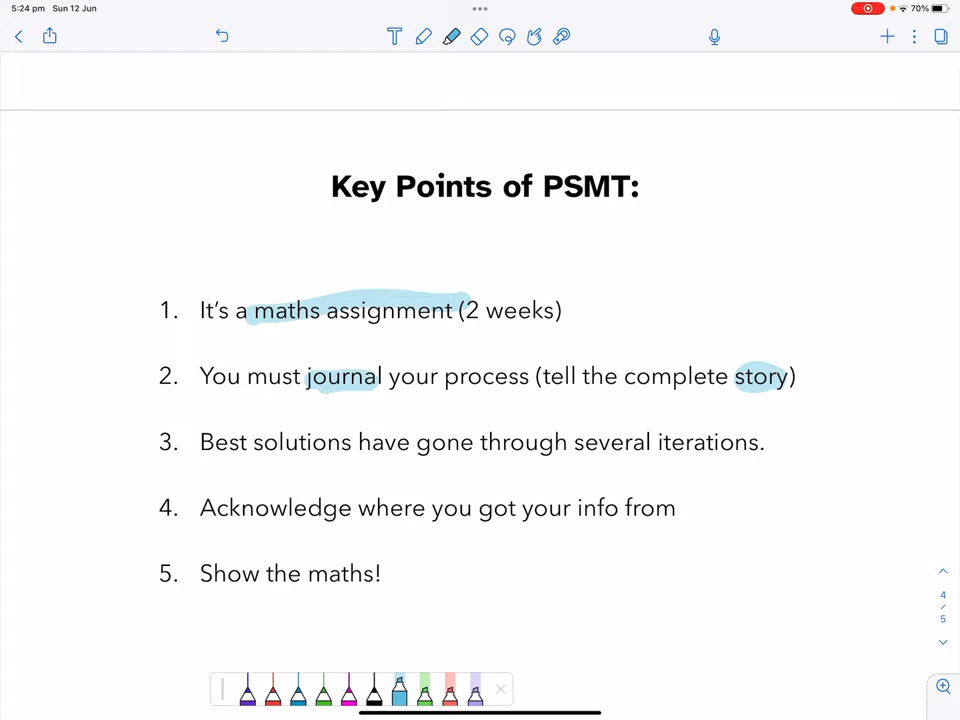 5:24 pm Sun 12 Jun
70%
Key Points of PSMT:
1. It's a maths assignment (2 weeks)
2. You must journal your process (tell the complete story)
3. Best solutions have gone through several iterations.
4. Acknowledge where you got your info from
5. Show the maths!
4
/
5